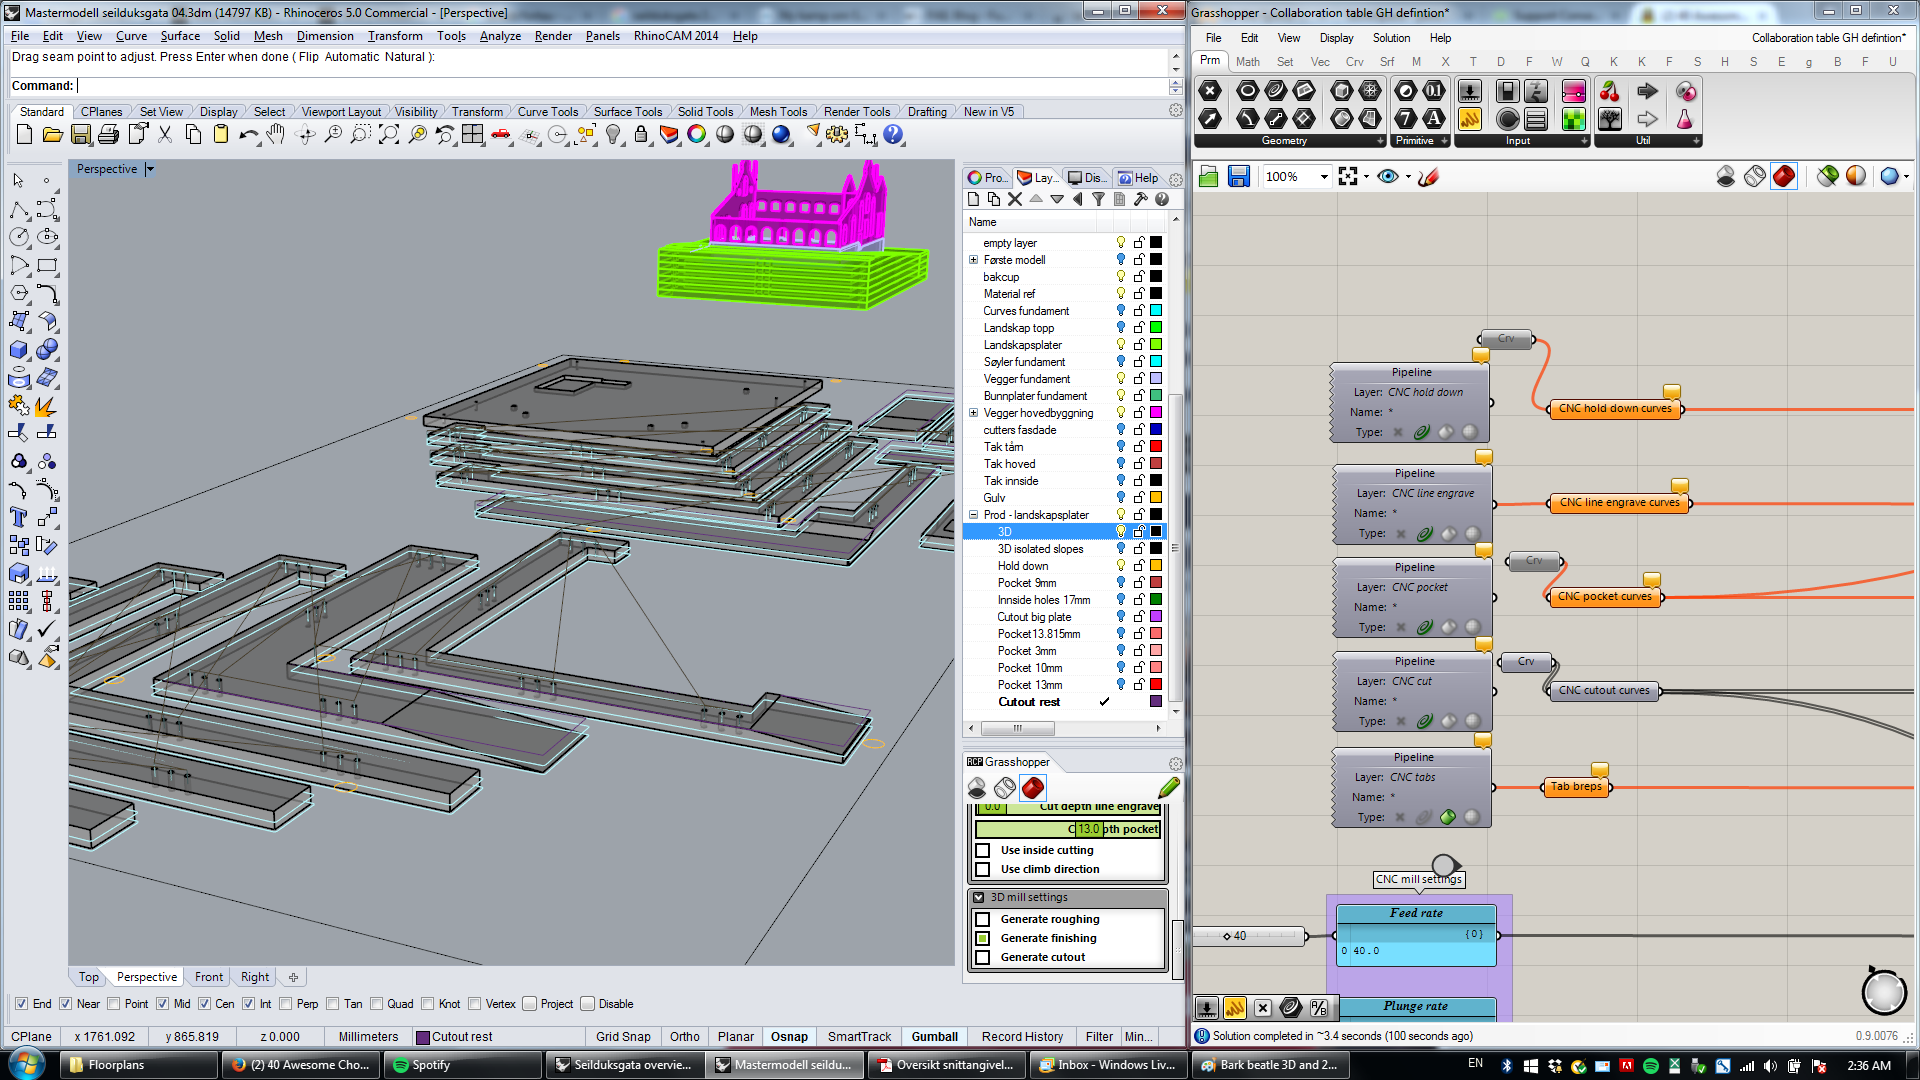 Mastermodell seilduksgata 04.3dm (14797 KB) - Rhinoceros 5.0 Commercial - [Perspective]
File Edit View Curve Surface Solid Mesh Dimension Transform Tools Analyze Render Panels RhinoCAM 2014 Help
Drag seam point to adjust. Press Enter when done ( Flip Automatic Natural ):
Command:
Standard CPlanes Set View Display Select Viewport Layout Visibility Transform Curve Tools Surface Tools Solid Tools Mesh Tools Render Tools Drafting New in V5
Perspective
Pro... Lay... Dis... Help
Name
empty layer
Første modell
bakcup
Material ref
Curves fundament
Landskap topp
Landskapsplater
Søyler fundament
Vegger fundament
Bunnplater fundament
Vegger hovedbyggning
cutters fasdade
Tak tårn
Tak hoved
Tak innside
Gulv
Prod - landskapsplater
3D
3D isolated slopes
Hold down
Pocket 9mm
Innside holes 17mm
Cutout big plate
Pocket13.815mm
Pocket 3mm
Pocket 10mm
Pocket 13mm
Cutout rest
Grasshopper
0.0 Cut depth line engrave
13.0 pth pocket
Use inside cutting
Use climb direction
3D mill settings
Generate roughing
Generate finishing
Generate cutout
Top Perspective Front Right
End Near Point Mid Cen Int Perp Tan Quad Knot Vertex Project Disable
CPlane x 1761.092 y 865.819 z 0.000 Millimeters Cutout rest Grid Snap Ortho Planar Osnap SmartTrack Gumball Record History Filter Min...
Grasshopper - Collaboration table GH defintion*
File Edit View Display Solution Help Collaboration table GH defintion*
Prm Math Set Vec Crv Srf M X T D F W Q K K F S H S E g B F U
Geometry Primitive Input Util
100%
Crv
Pipeline
Layer: CNC hold down
Name: *
Type:
CNC hold down curves
Pipeline
Layer: CNC line engrave
Name: *
Type:
CNC line engrave curves
Crv
Pipeline
Layer: CNC pocket
Name: *
Type:
CNC pocket curves
Crv
Pipeline
Layer: CNC cut
Name: *
Type:
CNC cutout curves
Pipeline
Layer: CNC tabs
Name: *
Type:
Tab breps
CNC mill settings
Feed rate
{0}
0 40.0
40
Plunge rate
Solution completed in ~3.4 seconds (100 seconds ago)
0.9.0076
Floorplans
(2) 40 Awesome Cho...
Spotify
Seilduksgata overvie...
Mastermodell seildu...
Oversikt snittangivel...
Inbox - Windows Liv...
Bark beatle 3D and 2...
EN
2:36 AM